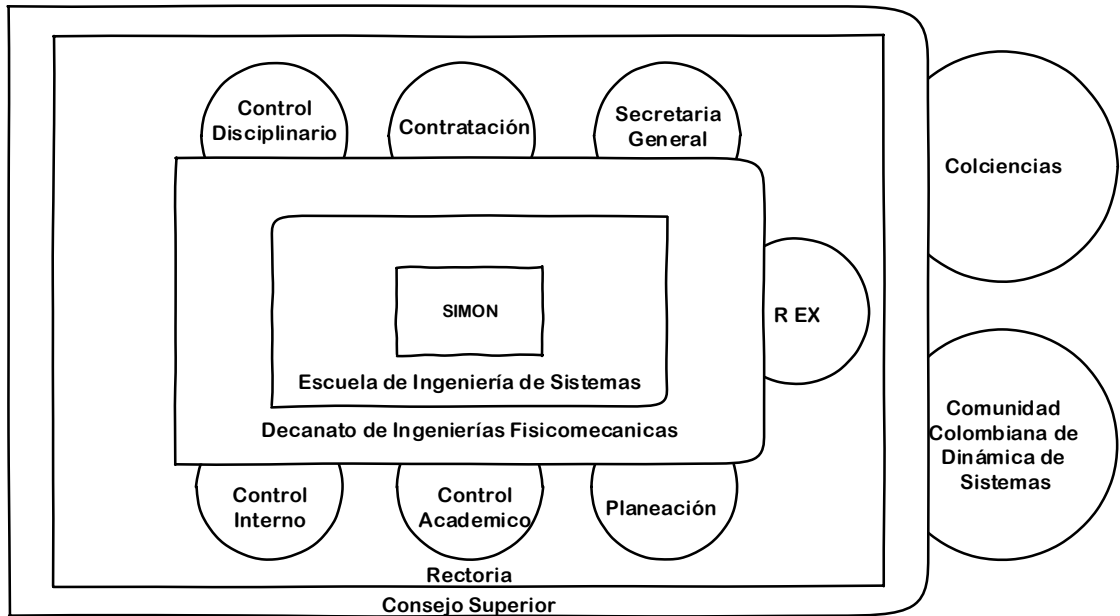 Control
Disciplinario
Contratación
Secretaria
General
Colciencias
SIMON
R EX
Escuela de Ingeniería de Sistemas
Decanato de Ingenierías Fisicomecanicas
Comunidad
Colombiana de
Dinámica de
Sistemas
Control
Interno
Control
Academico
Planeación
Rectoria
Consejo Superior